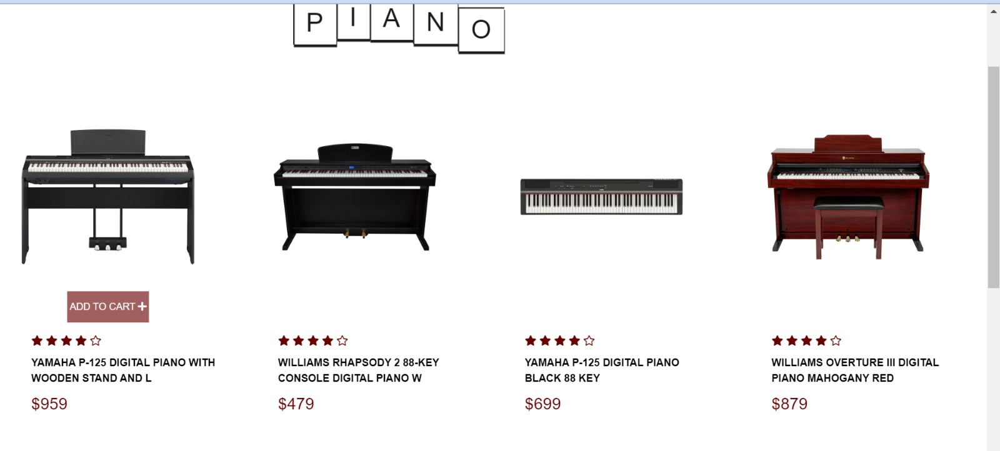 PIANO
ADD TO CART +
YAMAHA P-125 DIGITAL PIANO WITH
WOODEN STAND AND L
$959
WILLIAMS RHAPSODY 2 88-KEY
CONSOLE DIGITAL PIANO W
$479
YAMAHA P-125 DIGITAL PIANO
BLACK 88 KEY
$699
WILLIAMS OVERTURE III DIGITAL
PIANO MAHOGANY RED
$879